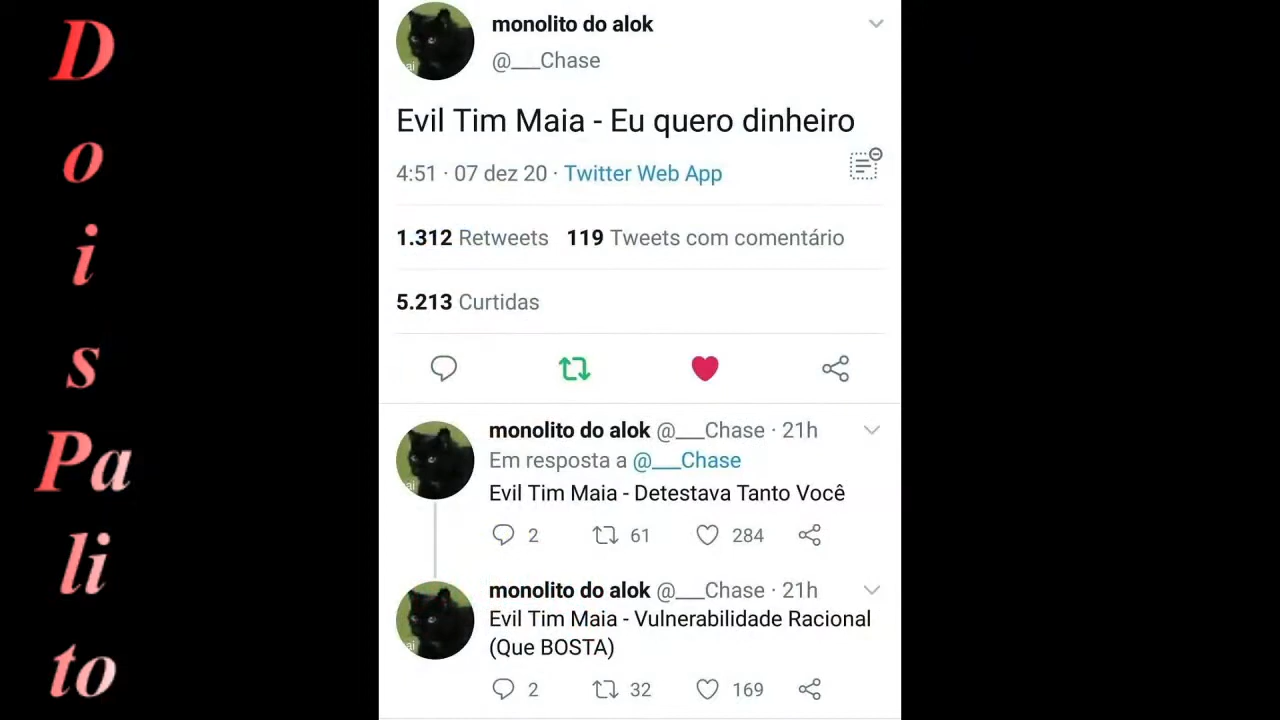 D
o
i
s
Pa
li
to
monolito do alok
@___Chase
Evil Tim Maia - Eu quero dinheiro
4:51 · 07 dez 20 · Twitter Web App
1.312 Retweets 119 Tweets com comentário
5.213 Curtidas
monolito do alok @___Chase · 21h
Em resposta a @___Chase
Evil Tim Maia - Detestava Tanto Você
2 61 284
monolito do alok @___Chase · 21h
Evil Tim Maia - Vulnerabilidade Racional
(Que BOSTA)
2 32 169